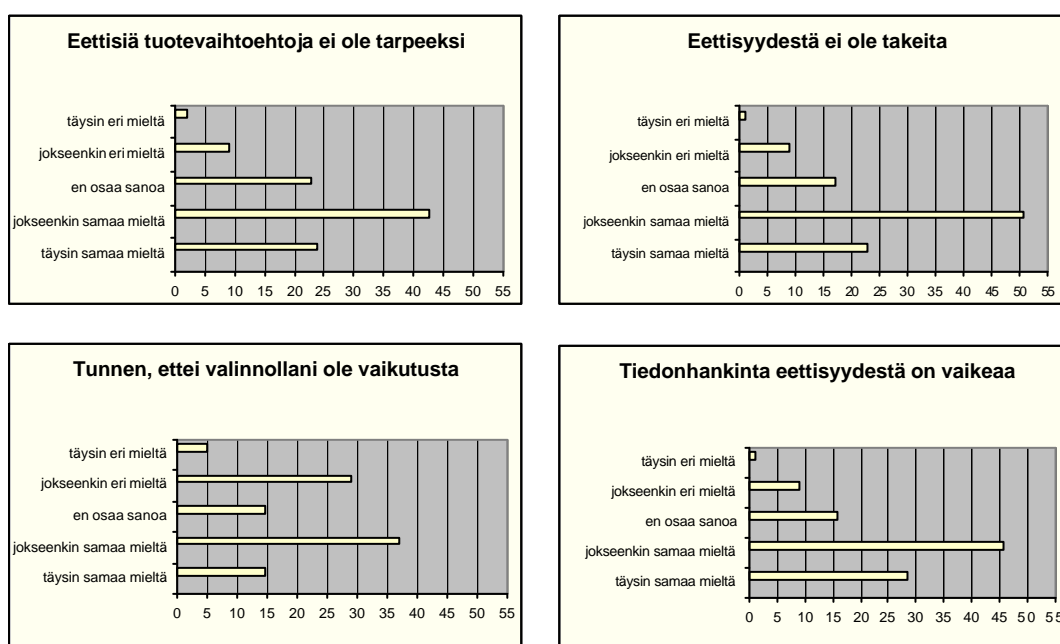 Eettisiä tuotevaihtoehtoja ei ole tarpeeksi
täysin eri mieltä
jokseenkin eri mieltä
en osaa sanoa
jokseenkin samaa mieltä
täysin samaa mieltä
0 5 10 15 20 25 30 35 40 45 50 55
Eettisyydestä ei ole takeita
täysin eri mieltä
jokseenkin eri mieltä
en osaa sanoa
jokseenkin samaa mieltä
täysin samaa mieltä
0 5 10 15 20 25 30 35 40 45 50 55
Tunnen, ettei valinnollani ole vaikutusta
täysin eri mieltä
jokseenkin eri mieltä
en osaa sanoa
jokseenkin samaa mieltä
täysin samaa mieltä
0 5 10 15 20 25 30 35 40 45 50 55
Tiedonhankinta eettisyydestä on vaikeaa
täysin eri mieltä
jokseenkin eri mieltä
en osaa sanoa
jokseenkin samaa mieltä
täysin samaa mieltä
0 5 10 15 20 25 30 35 40 45 50 55